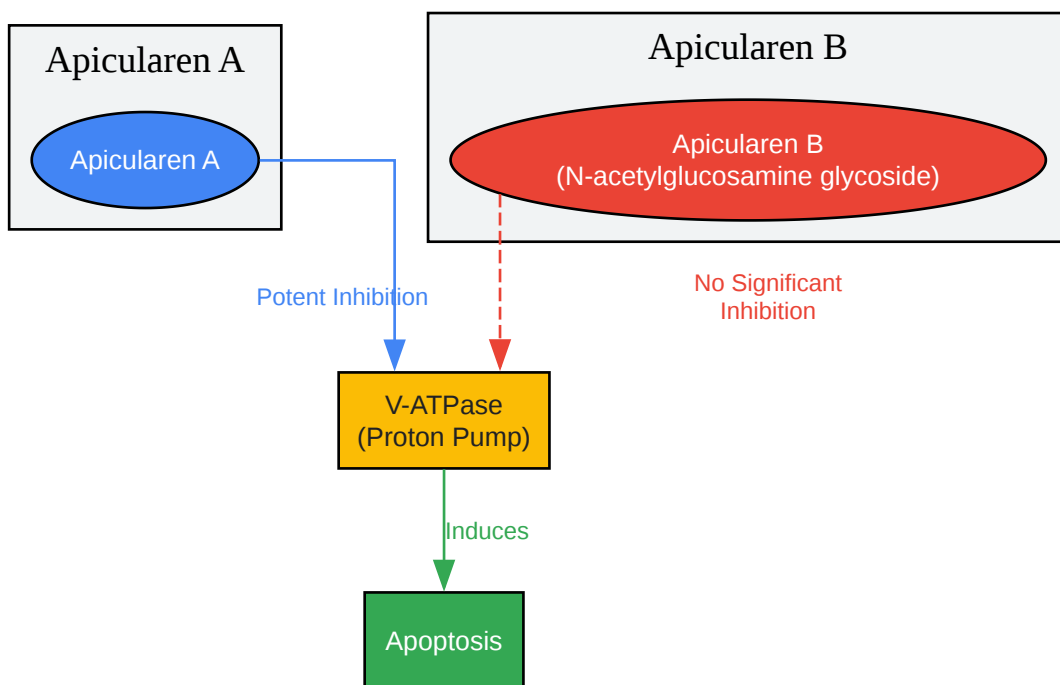 Apicularen A
Apicularen B
Apicularen A
Apicularen B
(N-acetylglucosamine glycoside)
Potent Inhibition
No Significant
Inhibition
V-ATPase
(Proton Pump)
Induces
Apoptosis